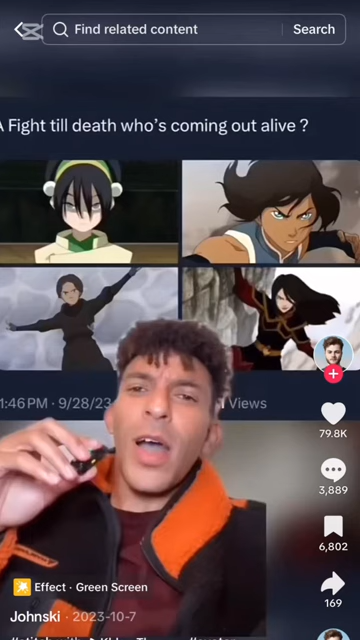 Find related content
Search
A Fight till death who's coming out alive ?
1:46 PM · 9/28/23
Views
79.8K
3,889
6,802
169
Effect · Green Screen
Johnski · 2023-10-7